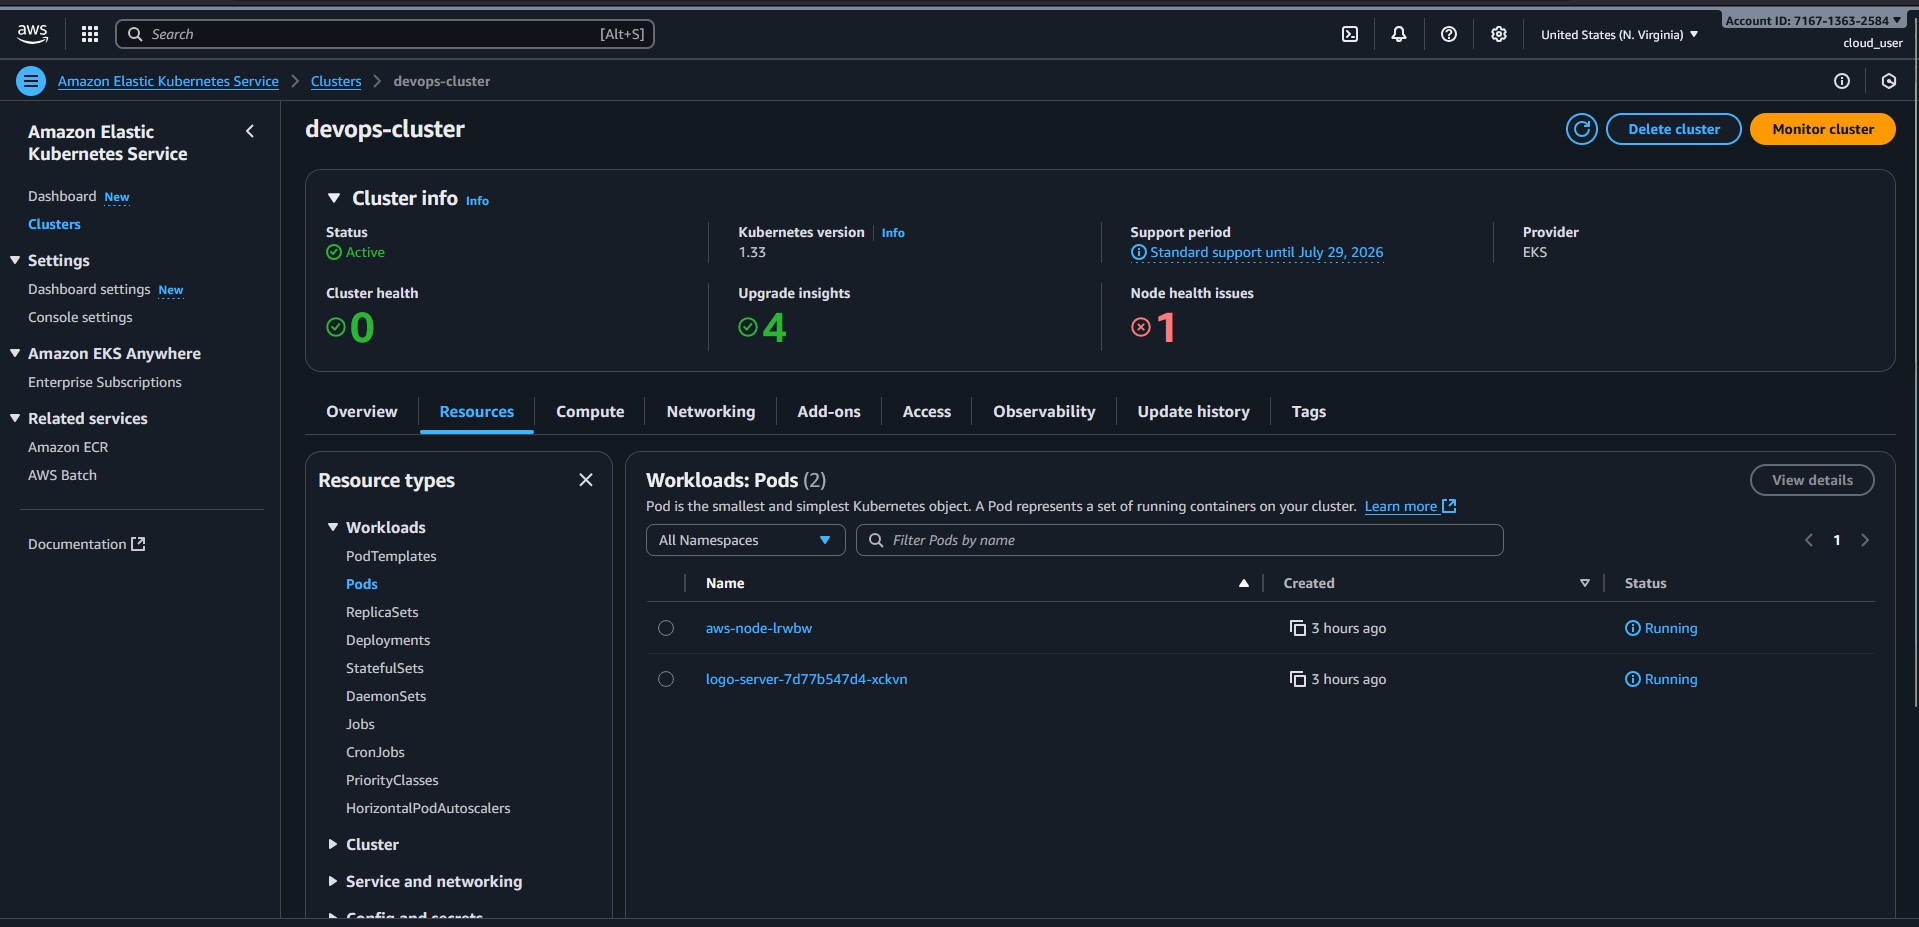 aws
Search [Alt+S]
United States (N. Virginia)
Account ID: 7167-1363-2584
cloud_user
Amazon Elastic Kubernetes Service
Clusters
devops-cluster
Amazon Elastic
Kubernetes Service
Dashboard New
Clusters
Settings
Dashboard settings New
Console settings
Amazon EKS Anywhere
Enterprise Subscriptions
Related services
Amazon ECR
AWS Batch
Documentation
devops-cluster
Delete cluster
Monitor cluster
Cluster info Info
Status
Active
Kubernetes version Info
1.33
Support period
Standard support until July 29, 2026
Provider
EKS
Cluster health
0
Upgrade insights
4
Node health issues
1
Overview
Resources
Compute
Networking
Add-ons
Access
Observability
Update history
Tags
Resource types
Workloads
PodTemplates
Pods
ReplicaSets
Deployments
StatefulSets
DaemonSets
Jobs
CronJobs
PriorityClasses
HorizontalPodAutoscalers
Cluster
Service and networking
Config and secrets
Workloads: Pods (2)
View details
Pod is the smallest and simplest Kubernetes object. A Pod represents a set of running containers on your cluster. Learn more
All Namespaces
Filter Pods by name
1
Name Created Status
aws-node-lrwbw 3 hours ago Running
logo-server-7d77b547d4-xckvn 3 hours ago Running